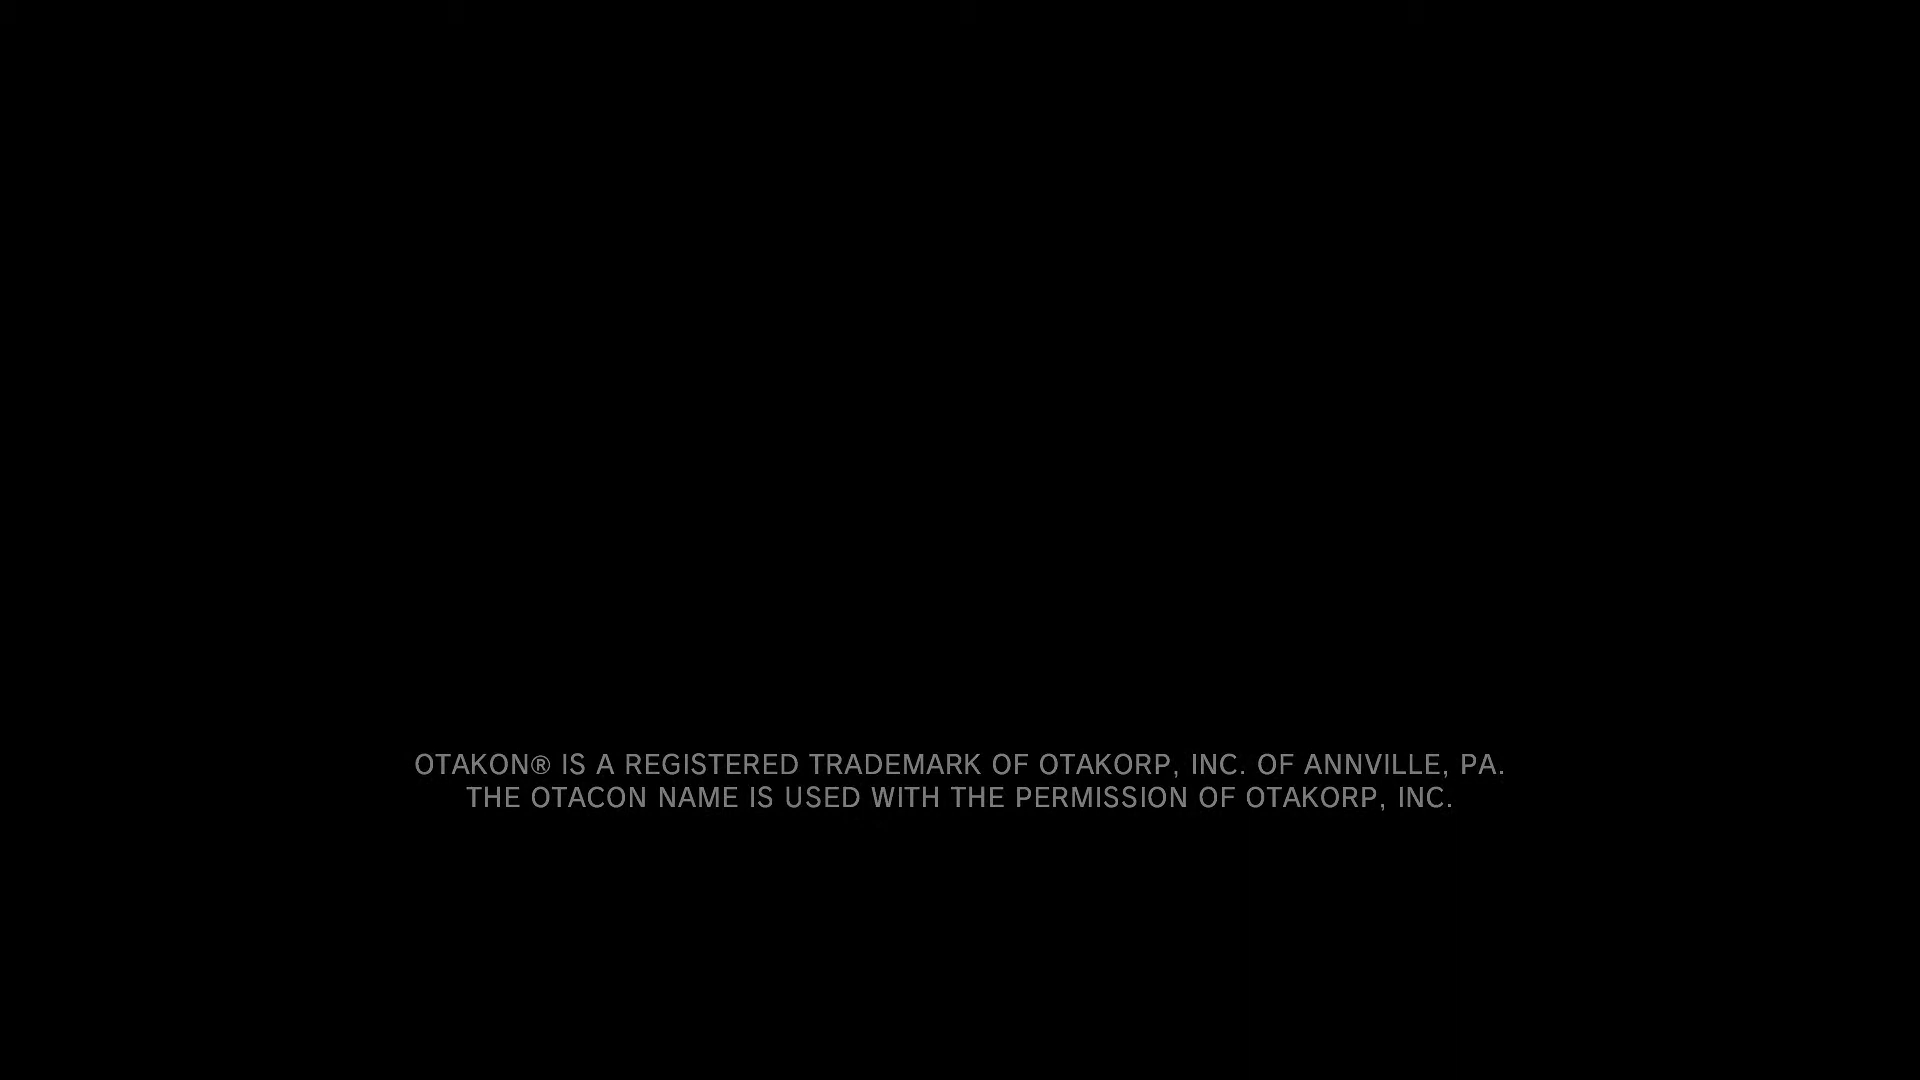 OTAKON® IS A REGISTERED TRADEMARK OF OTAKORP, INC. OF ANNVILLE, PA.
THE OTACON NAME IS USED WITH THE PERMISSION OF OTAKORP, INC.